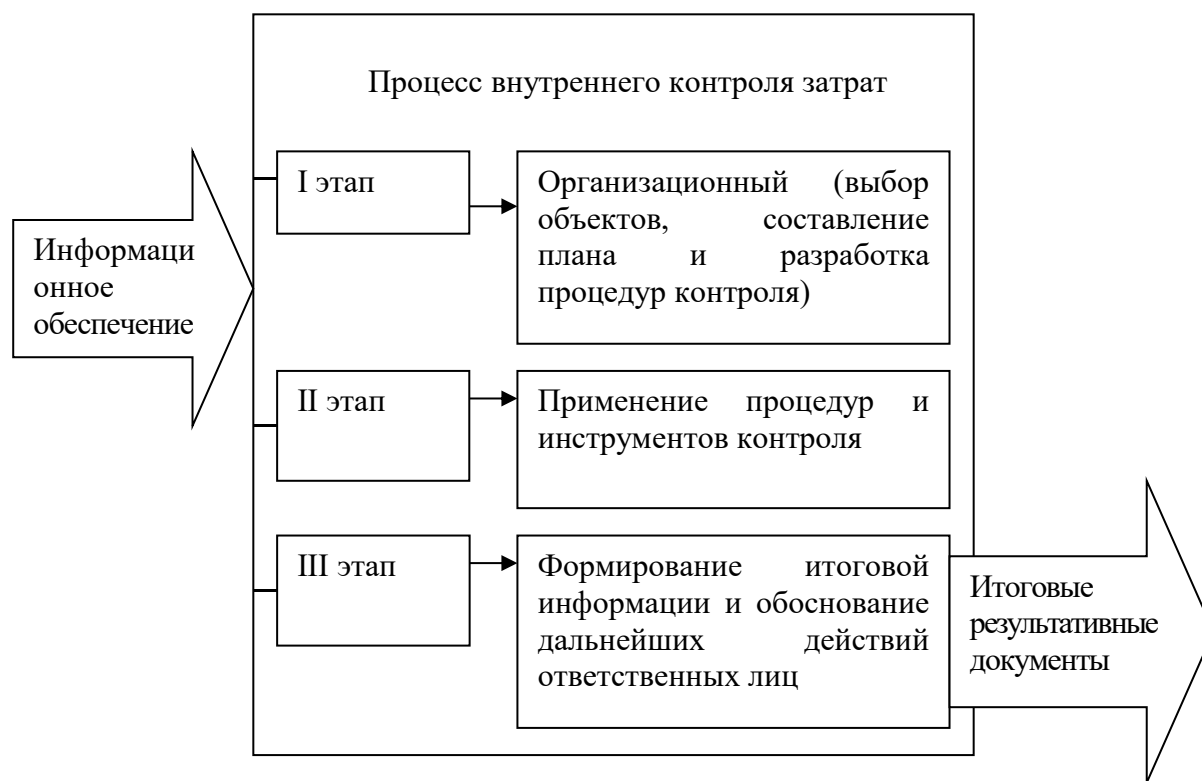 Процесс внутреннего контроля затрат
Информаци
онное
обеспечение
I этап
Организационный (выбор
объектов, составление
плана и разработка
процедур контроля)
II этап
Применение процедур и
инструментов контроля
III этап
Формирование итоговой
информации и обоснование
дальнейших действий
ответственных лиц
Итоговые
результативные
документы